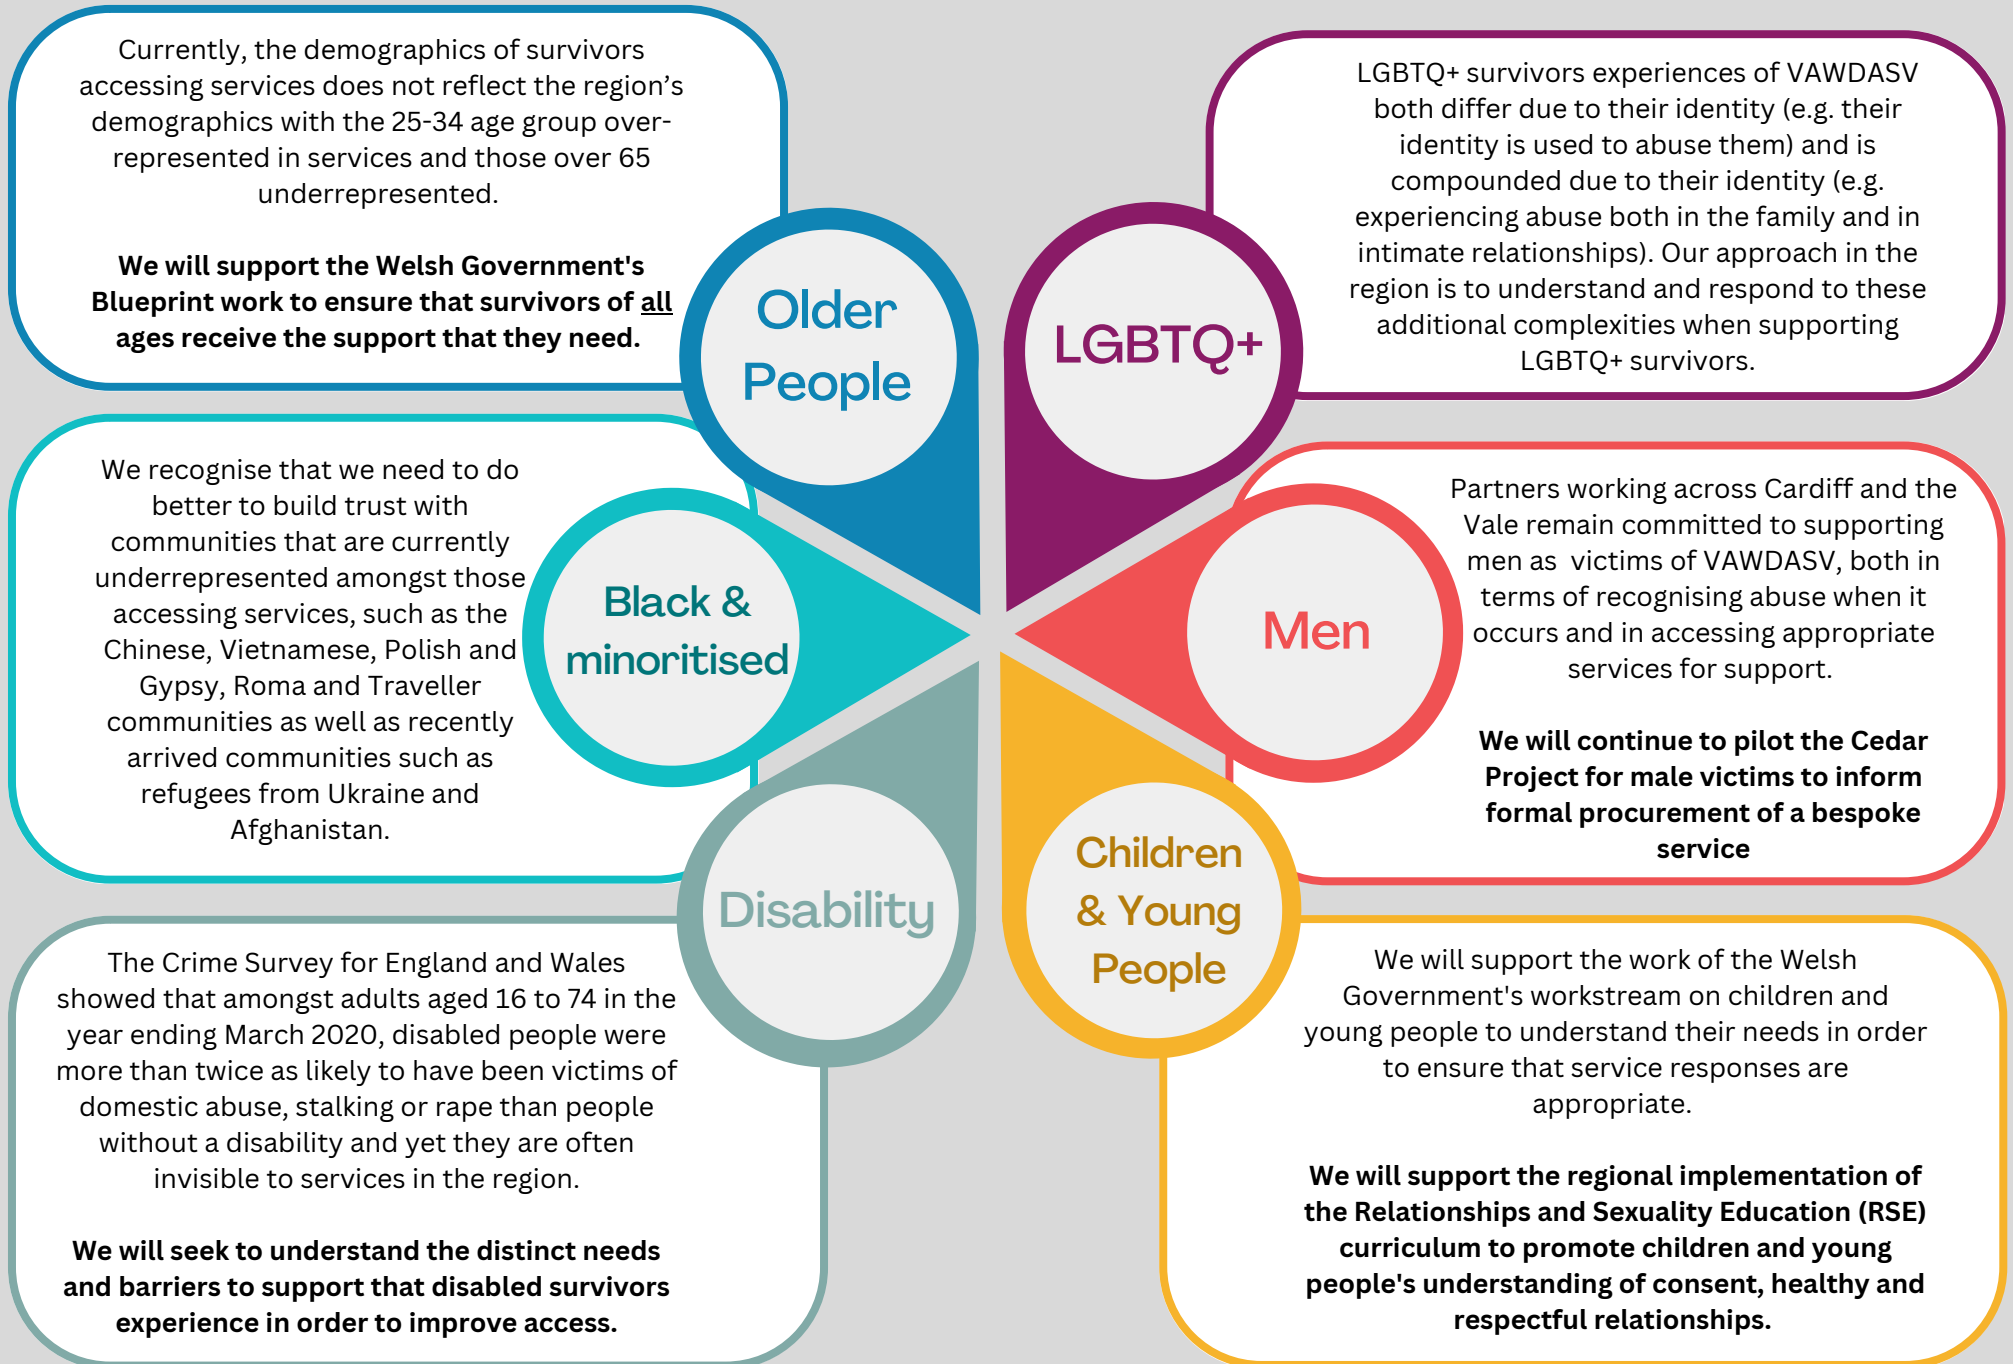 Currently, the demographics of survivors
accessing services does not reflect the region's
demographics with the 25-34 age group over-
represented in services and those over 65
underrepresented.
We will support the Welsh Government's
Blueprint work to ensure that survivors of all
ages receive the support that they need.
Older
People
LGBTQ+
LGBTQ+ survivors experiences of VAWDASV
both differ due to their identity (e.g. their
identity is used to abuse them) and is
compounded due to their identity (e.g.
experiencing abuse both in the family and in
intimate relationships). Our approach in the
region is to understand and respond to these
additional complexities when supporting
LGBTQ+ survivors.
We recognise that we need to do
better to build trust with
communities that are currently
underrepresented amongst those
accessing services, such as the
Chinese, Vietnamese, Polish and
Gypsy, Roma and Traveller
communities as well as recently
arrived communities such as
refugees from Ukraine and
Afghanistan.
Black &
minoritised
Men
Partners working across Cardiff and the
Vale remain committed to supporting
men as  victims of VAWDASV, both in
terms of recognising abuse when it
occurs and in accessing appropriate
services for support.
We will continue to pilot the Cedar
Project for male victims to inform
formal procurement of a bespoke
service
Disability
The Crime Survey for England and Wales
showed that amongst adults aged 16 to 74 in the
year ending March 2020, disabled people were
more than twice as likely to have been victims of
domestic abuse, stalking or rape than people
without a disability and yet they are often
invisible to services in the region.
We will seek to understand the distinct needs
and barriers to support that disabled survivors
experience in order to improve access.
Children
& Young
People
We will support the work of the Welsh
Government's workstream on children and
young people to understand their needs in order
to ensure that service responses are
appropriate.
We will support the regional implementation of
the Relationships and Sexuality Education (RSE)
curriculum to promote children and young
people's understanding of consent, healthy and
respectful relationships.